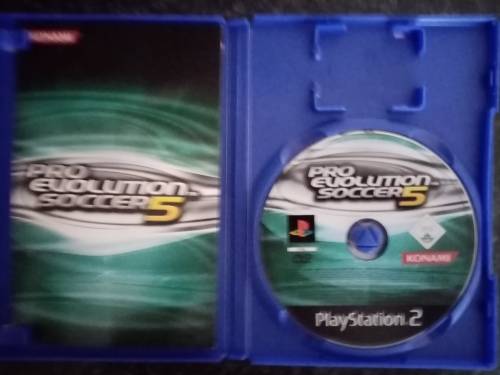 KONAMI
PRO
EVOLUTION
SOCCER 5
PRO
EVOLUTION
SOCCER 5
KONAMI
PlayStation 2